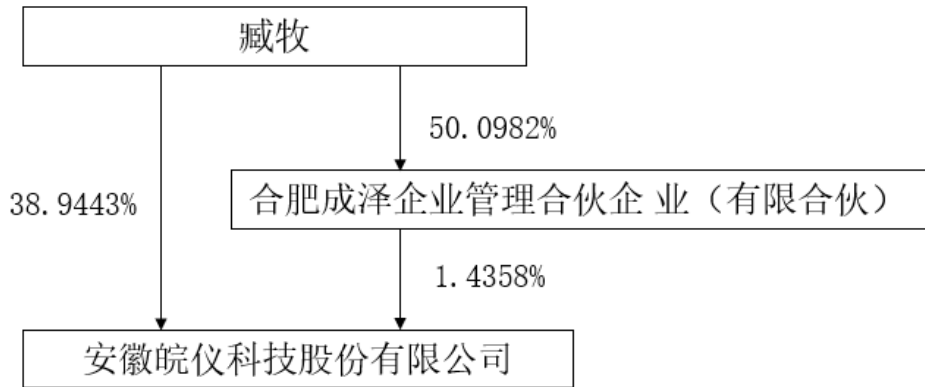 臧牧
50.0982%
38.9443%
合肥成泽企业管理合伙企 业（有限合伙）
1.4358%
安徽皖仪科技股份有限公司